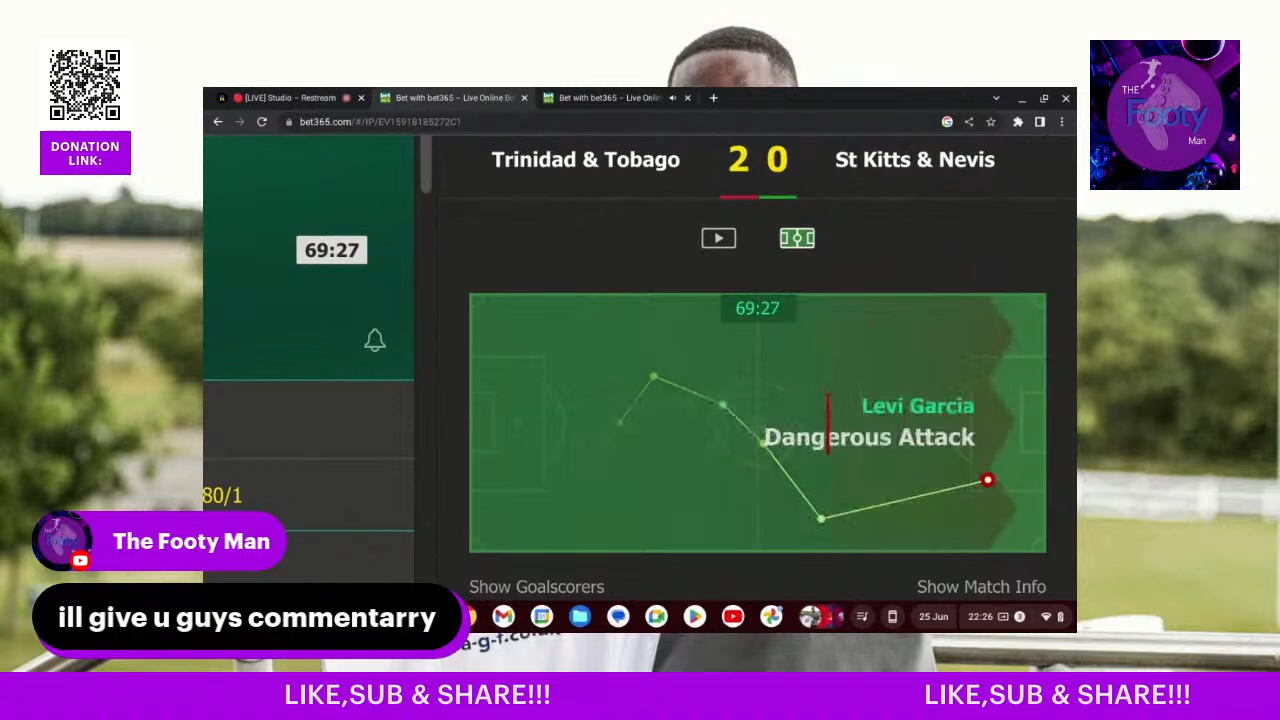 DONATION
LINK:
[LIVE] Studio – Restream
Bet with bet365 – Live Online Be
Bet with bet365 – Live Onlin
bet365.com/#/IP/EV15918185272C1
THE
Footy
Man
Trinidad & Tobago
2 0
St Kitts & Nevis
69:27
69:27
Levi Garcia
Dangerous Attack
80/1
Show Goalscorers
Show Match Info
The Footy Man
ill give u guys commentarry
25 Jun
22:26
LIKE,SUB & SHARE!!!
LIKE,SUB & SHARE!!!